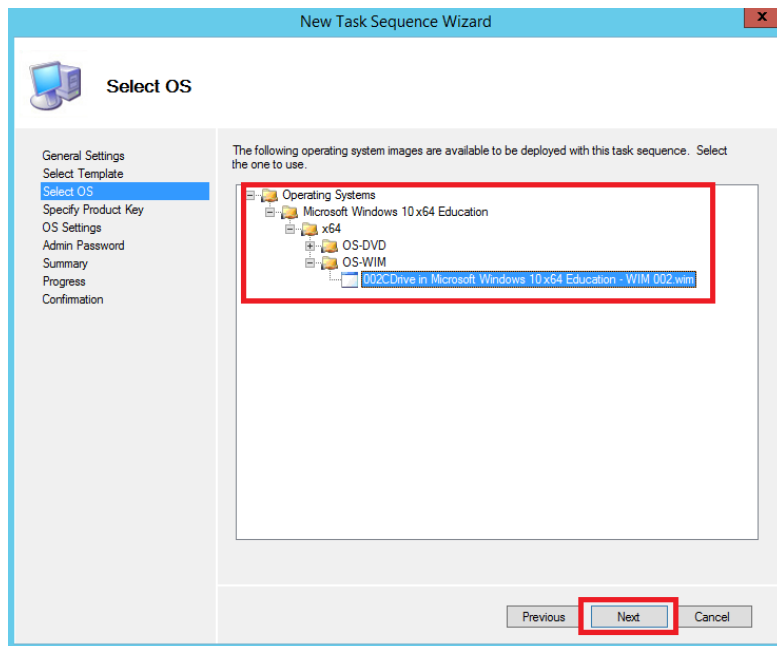 New Task Sequence Wizard
x
Select OS
General Settings
Select Template
Select OS
Specify Product Key
OS Settings
Admin Password
Summary
Progress
Confirmation
The following operating system images are available to be deployed with this task sequence. Select
the one to use.
Operating Systems
Microsoft Windows 10 x64 Education
x64
OS-DVD
OS-WIM
002CDrive in Microsoft Windows 10 x64 Education - WIM 002.wim
Previous
Next
Cancel